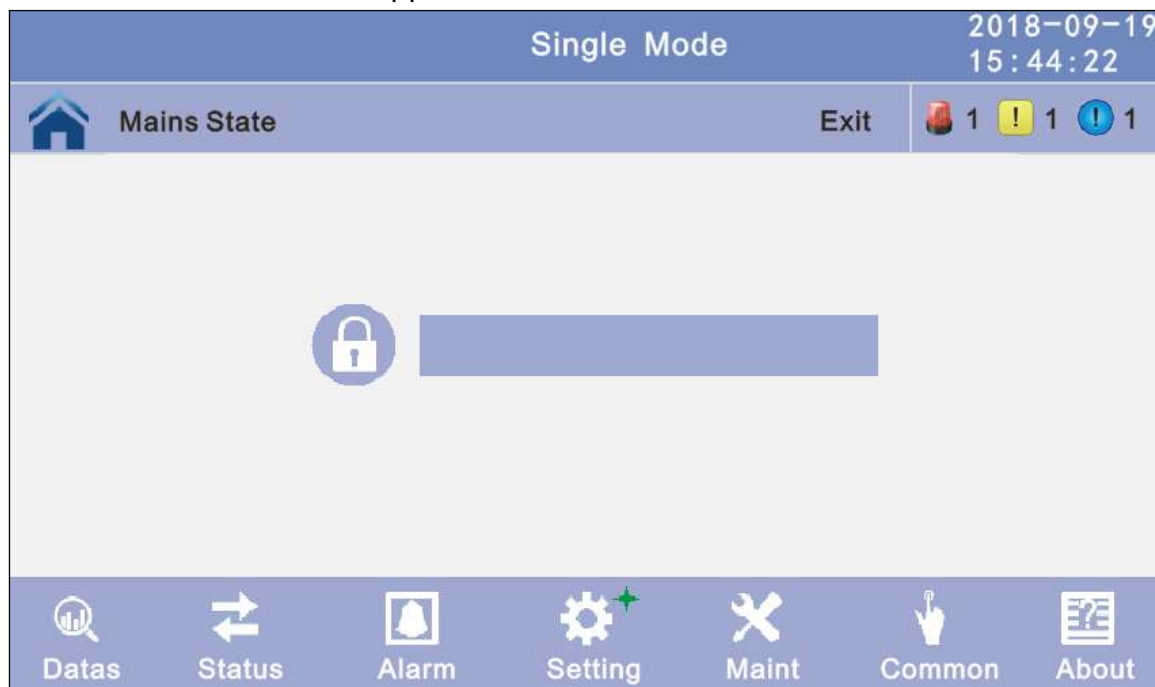 Single Mode
2018-09-19
15:44:22
Mains State
Exit
1
! 1
! 1
Datas
Status
Alarm
Setting
? Maint
Common
About